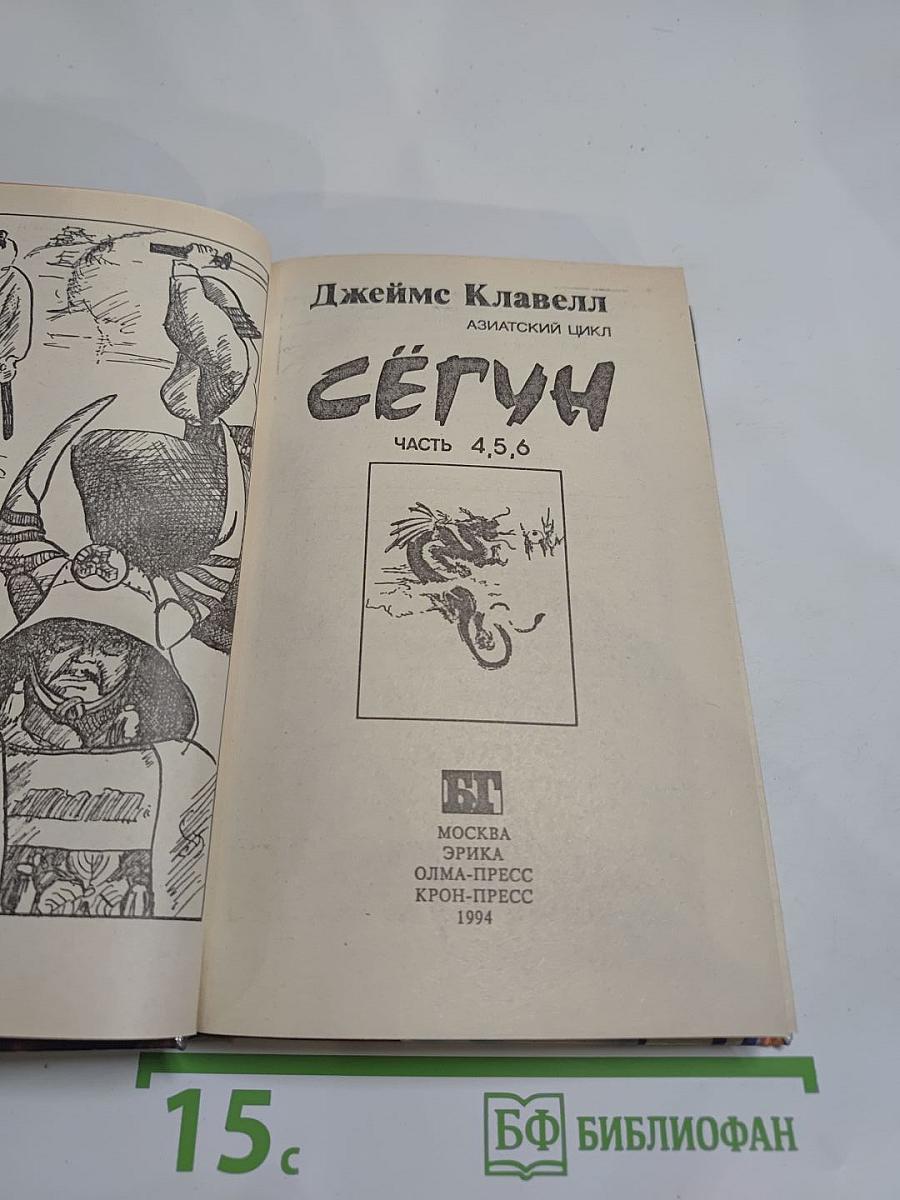 Джеймс Клавелл
АЗИАТСКИЙ ЦИКЛ
СЁГУН
ЧАСТЬ 4,5,6
БГ
МОСКВА
ЭРИКА
ОЛМА-ПРЕСС
КРОН-ПРЕСС
1994
15 с
БФ БИБЛИОФАН